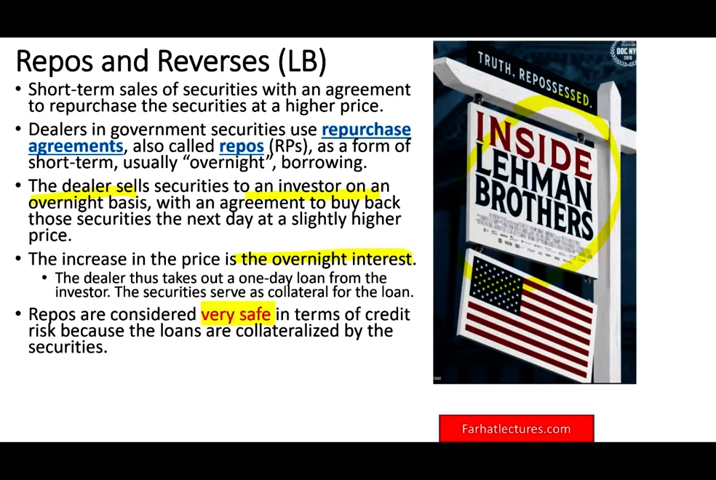 Repos and Reverses (LB)
• Short-term sales of securities with an agreement
to repurchase the securities at a higher price.
• Dealers in government securities use repurchase
agreements, also called repos (RPs), as a form of
short-term, usually “overnight”, borrowing.
• The dealer sells securities to an investor on an
overnight basis, with an agreement to buy back
those securities the next day at a slightly higher
price.
• The increase in the price is the overnight interest.
• The dealer thus takes out a one-day loan from the
investor. The securities serve as collateral for the loan.
• Repos are considered very safe in terms of credit
risk because the loans are collateralized by the
securities.
TRUTH. REPOSSESSED.
INSIDE
LEHMAN
BROTHERS
DOC NY
Farhatlectures.com